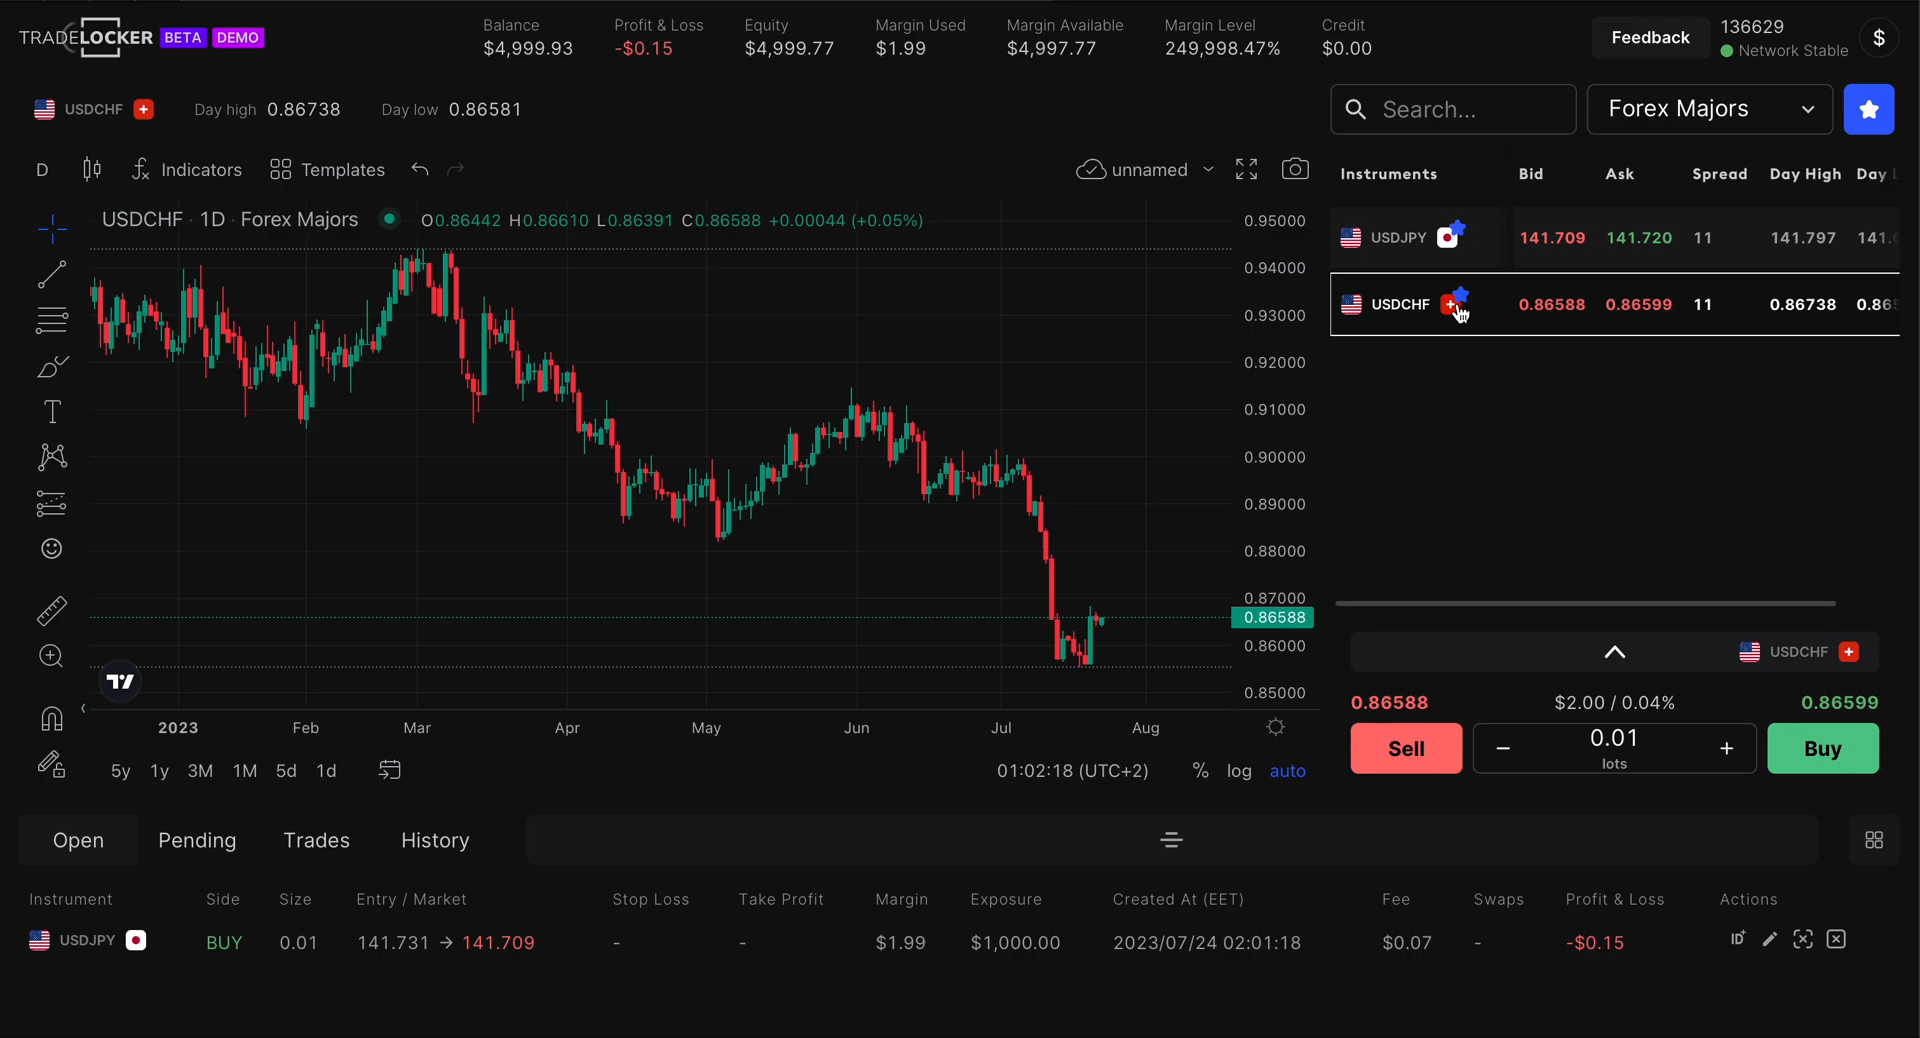 TRADELOCKER BETA DEMO
Balance Profit & Loss Equity Margin Used Margin Available Margin Level Credit
$4,999.93 -$0.15 $4,999.77 $1.99 $4,997.77 249,998.47% $0.00
Feedback
136629
Network Stable
$
USDCHF Day high 0.86738 Day low 0.86581
Search...
Forex Majors
D Indicators Templates
unnamed
USDCHF · 1D · Forex Majors O0.86442 H0.86610 L0.86391 C0.86588 +0.00044 (+0.05%)
0.95000
0.94000
0.93000
0.92000
0.91000
0.90000
0.89000
0.88000
0.87000
0.86588
0.86000
0.85000
2023 Feb Mar Apr May Jun Jul Aug
5y 1y 3M 1M 5d 1d
01:02:18 (UTC+2) % log auto
Instruments Bid Ask Spread Day High Day
USDJPY 141.709 141.720 11 141.797 141.
USDCHF 0.86588 0.86599 11 0.86738 0.86
USDCHF
0.86588 $2.00 / 0.04% 0.86599
Sell − 0.01 + Buy
lots
Open Pending Trades History
Instrument Side Size Entry / Market Stop Loss Take Profit Margin Exposure Created At (EET) Fee Swaps Profit & Loss Actions
USDJPY BUY 0.01 141.731 → 141.709 - - $1.99 $1,000.00 2023/07/24 02:01:18 $0.07 - -$0.15 ID